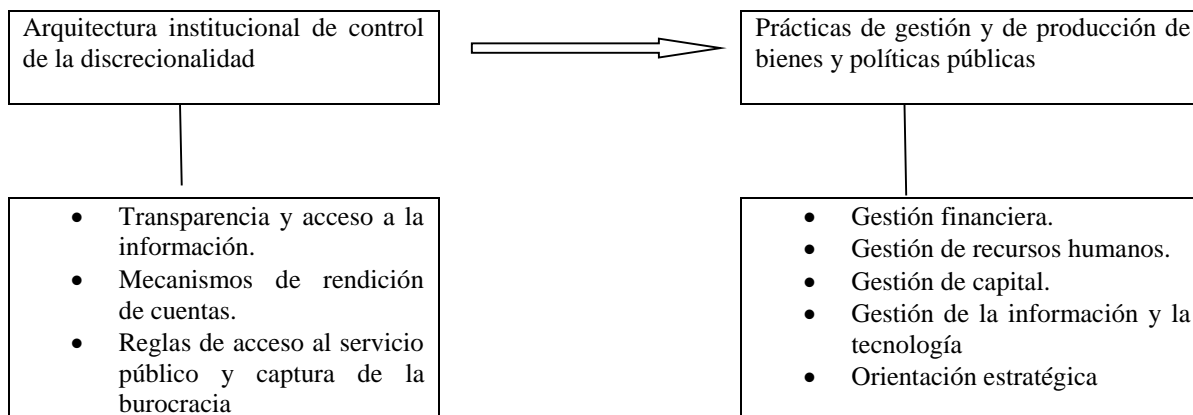 Arquitectura institucional de control
de la discrecionalidad
Prácticas de gestión y de producción de
bienes y políticas públicas
• Transparencia y acceso a la
información.
• Mecanismos de rendición
de cuentas.
• Reglas de acceso al servicio
público y captura de la
burocracia
• Gestión financiera.
• Gestión de recursos humanos.
• Gestión de capital.
• Gestión de la información y la
tecnología
• Orientación estratégica